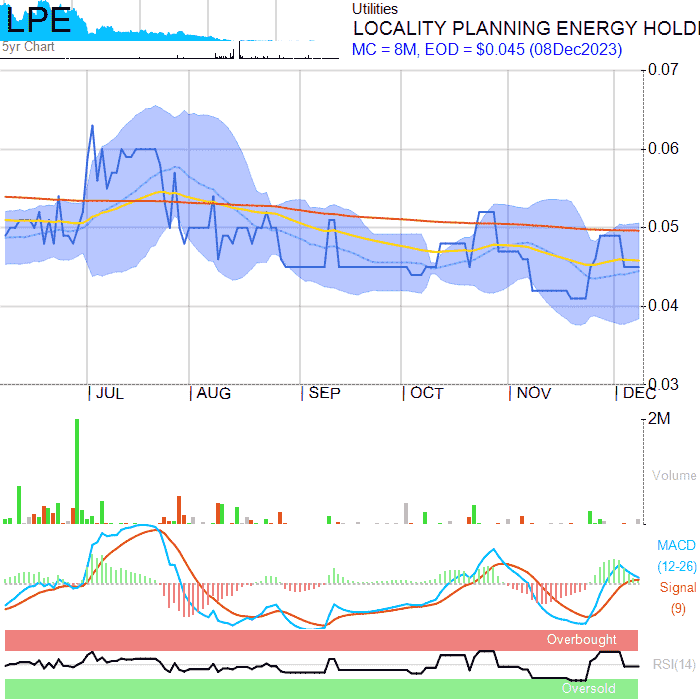 LPE
5yr Chart
Utilities
LOCALITY PLANNING ENERGY HOLDI
MC = 8M, EOD = $0.045 (08Dec2023)
0.07
0.06
0.05
0.04
0.03
JUL AUG SEP OCT NOV DEC
2M
Volume
MACD
(12-26)
Signal
(9)
Overbought
RSI(14)
Oversold